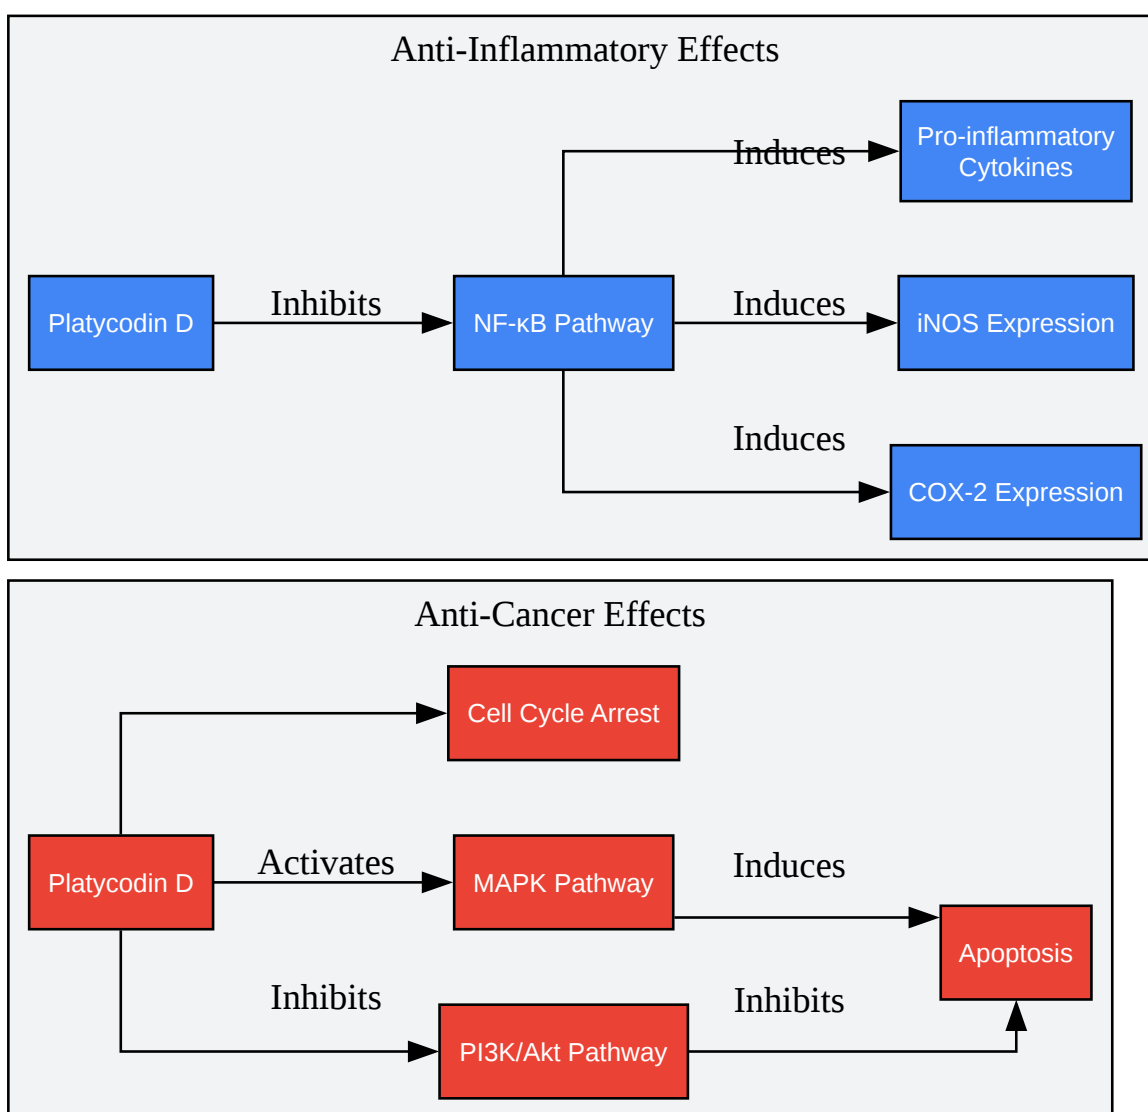 Anti-Inflammatory Effects
Induces
Pro-inflammatory
Cytokines
Platycodin D
Inhibits
NF-κB Pathway
Induces
iNOS Expression
Induces
COX-2 Expression
Anti-Cancer Effects
Cell Cycle Arrest
Platycodin D
Activates
MAPK Pathway
Induces
Apoptosis
Inhibits
PI3K/Akt Pathway
Inhibits